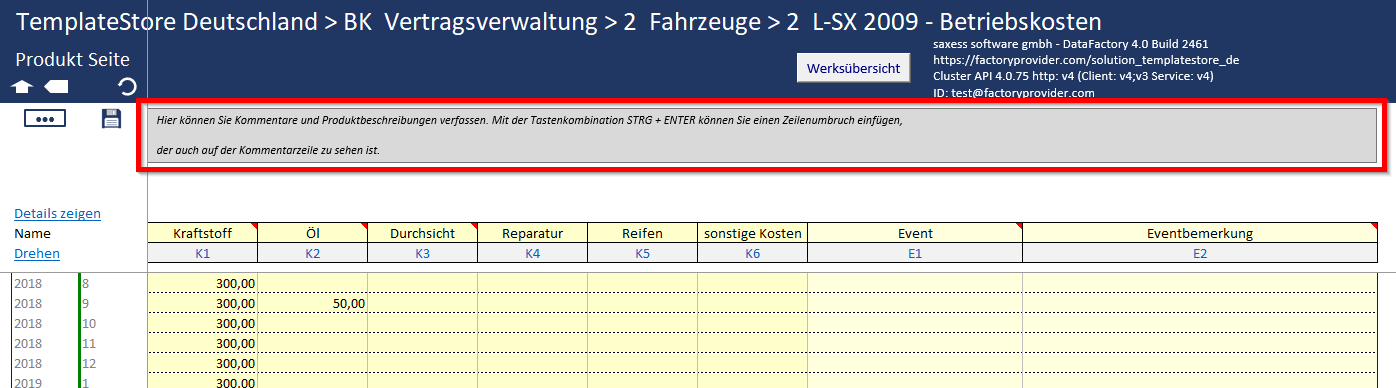 TemplateStore Deutschland > BK Vertragsverwaltung > 2 Fahrzeuge > 2 L-SX 2009 - Betriebskosten
saxess software gmbh - DataFactory 4.0 Build 2461
Produkt Seite
Werksübersicht
https://factoryprovider.com/solution_templatestore_de
Cluster API 4.0.75 http: v4 (Client: v4;v3 Service: v4)
ID: test@factoryprovider.com
Hier können Sie Kommentare und Produktbeschreibungen verfassen. Mit der Tastenkombination STRG + ENTER können Sie einen Zeilenumbruch einfügen,
der auch auf der Kommentarzeile zu sehen ist.
Details zeigen
Name Kraftstoff Öl Durchsicht Reparatur Reifen sonstige Kosten Event Eventbemerkung
Drehen K1 K2 K3 K4 K5 K6 E1 E2
2018 8 300,00
2018 9 300,00 50,00
2018 10 300,00
2018 11 300,00
2018 12 300,00
2019 1 300,00